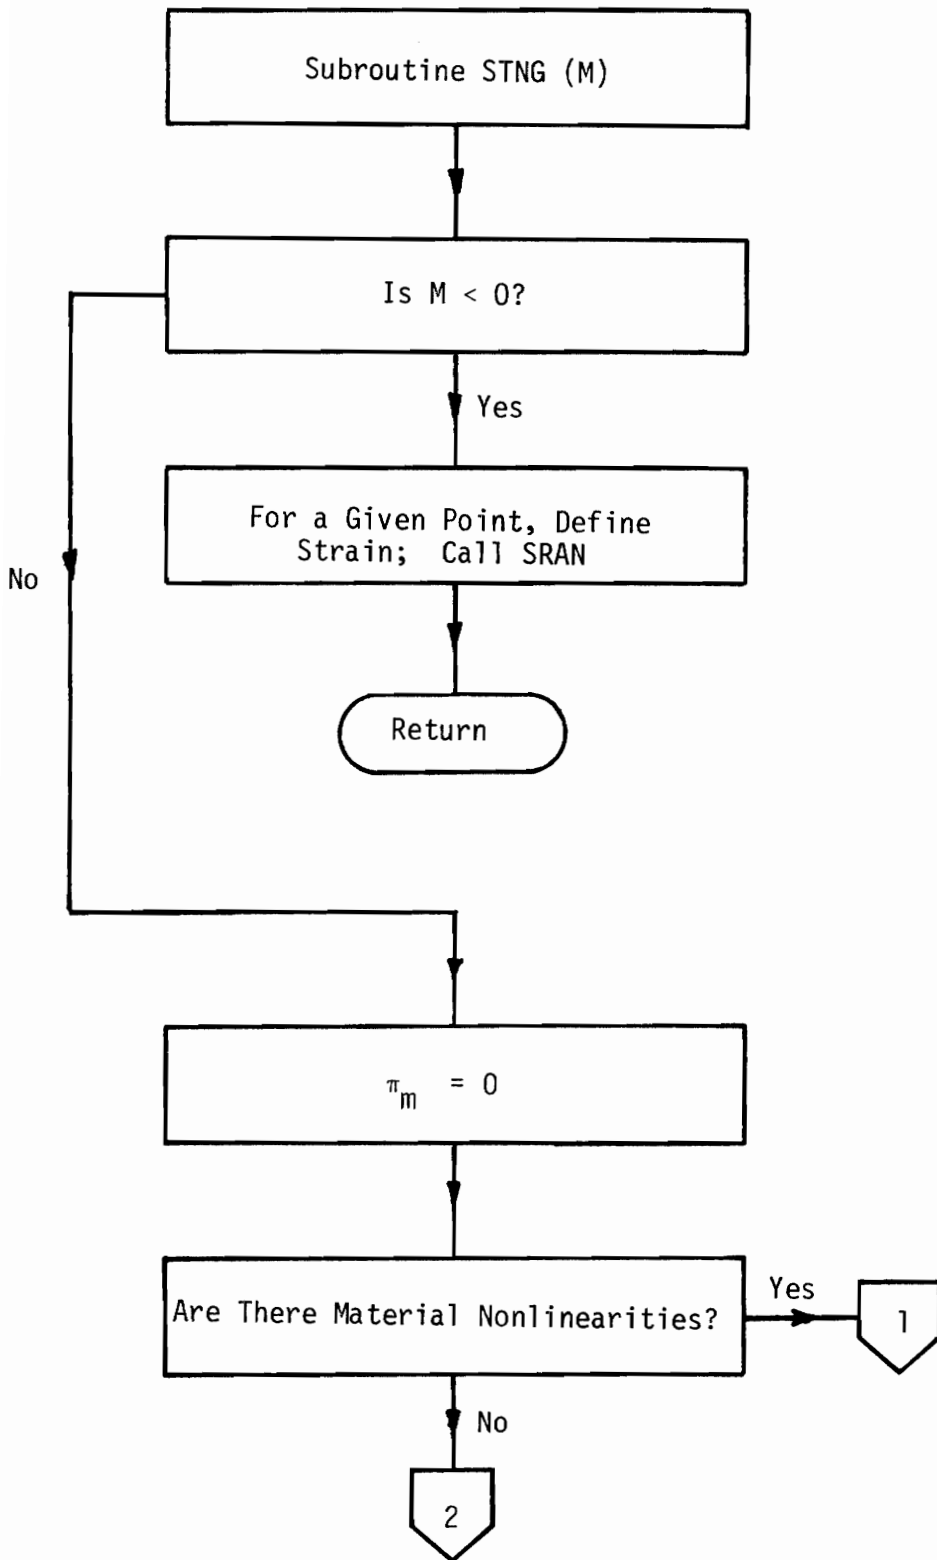 Subroutine STNG (M)
Is M < 0?
Yes
For a Given Point, Define
Strain; Call SRAN
No
Return
π_m = 0
Are There Material Nonlinearities?
Yes
1
No
2